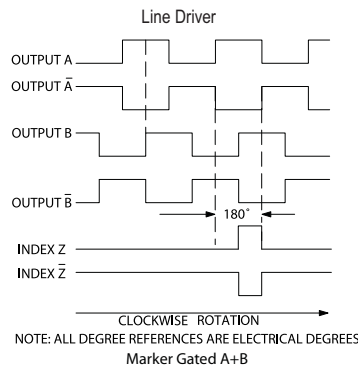 Line Driver
OUTPUT A
OUTPUT A̅
OUTPUT B
OUTPUT B̅
180°
INDEX Z
INDEX Z̅
CLOCKWISE ROTATION
NOTE: ALL DEGREE REFERENCES ARE ELECTRICAL DEGREES
Marker Gated A+B